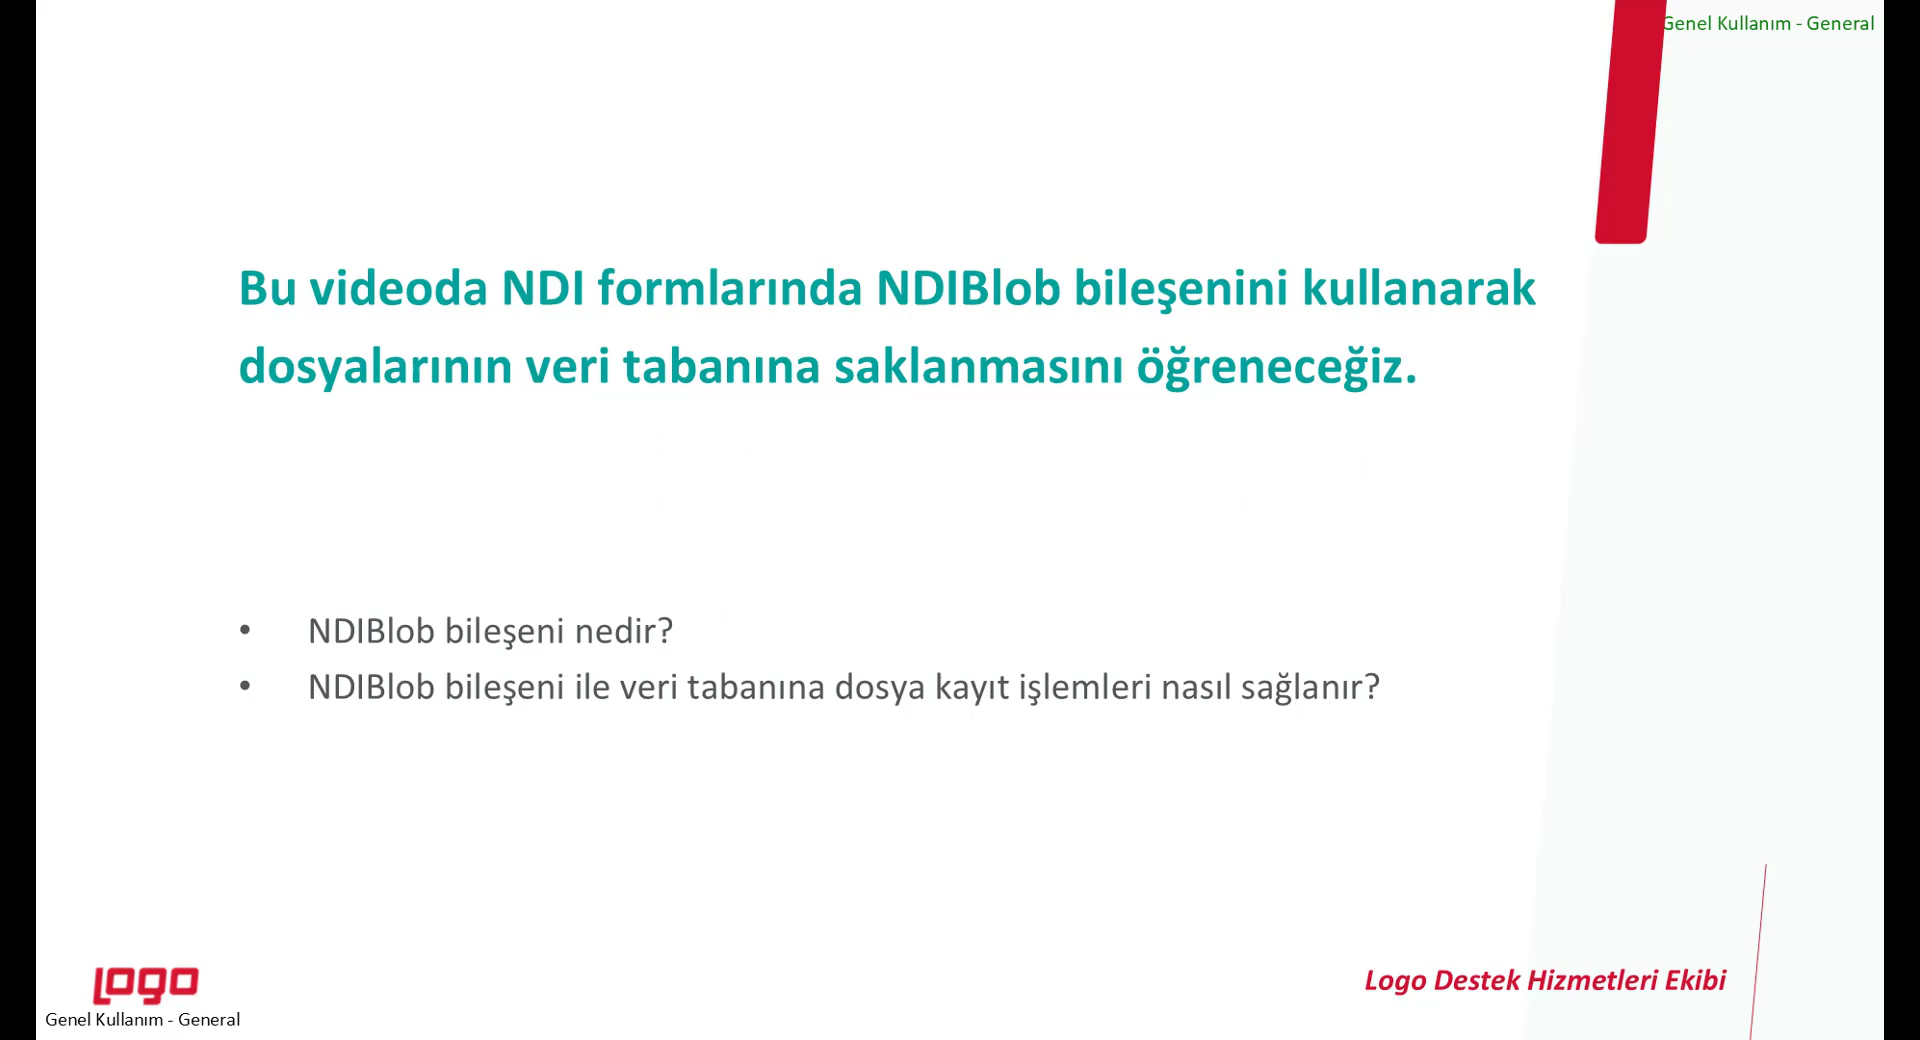 Genel Kullanım - General
Bu videoda NDI formlarında NDIBlob bileşenini kullanarak
dosyalarının veri tabanına saklanmasını öğreneceğiz.
• NDIBlob bileşeni nedir?
• NDIBlob bileşeni ile veri tabanına dosya kayıt işlemleri nasıl sağlanır?
logo
Logo Destek Hizmetleri Ekibi
Genel Kullanım - General